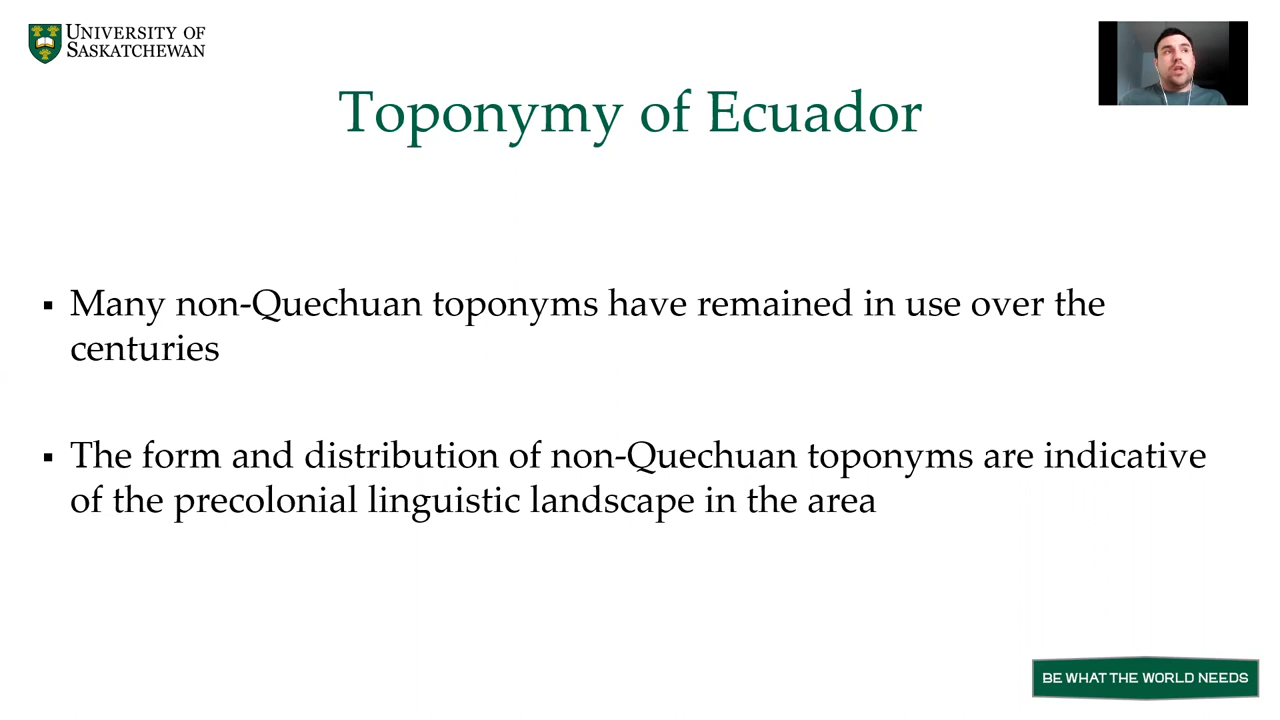 UNIVERSITY OF
SASKATCHEWAN
Toponymy of Ecuador
▪ Many non-Quechuan toponyms have remained in use over the
centuries
▪ The form and distribution of non-Quechuan toponyms are indicative
of the precolonial linguistic landscape in the area
BE WHAT THE WORLD NEEDS